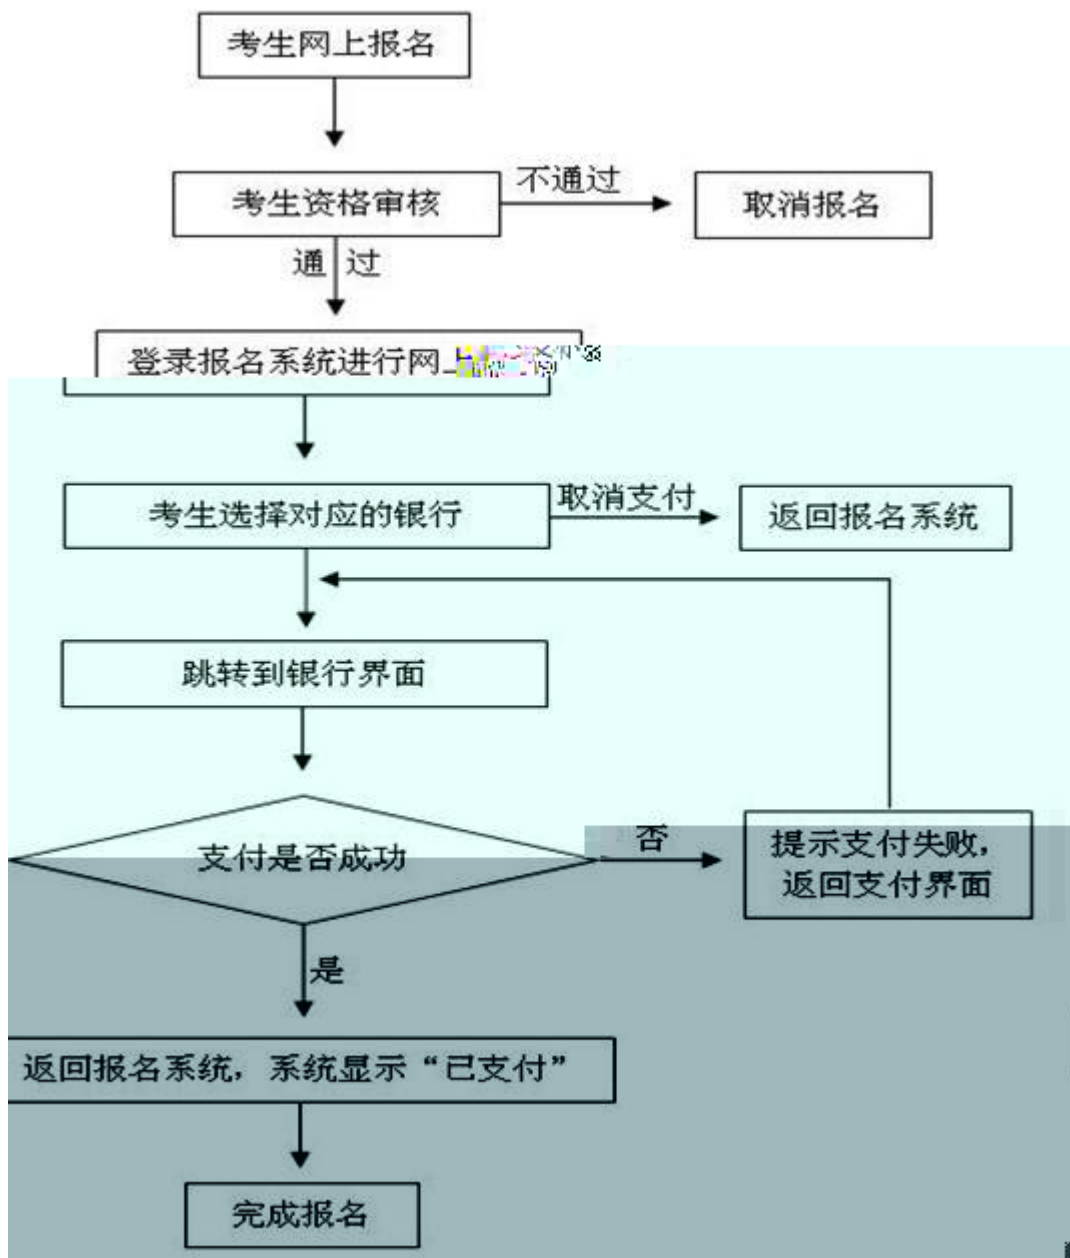 考生网上报名
不通过
考生资格审核
取消报名
通过
登录报名系统进行网上
取消支付
考生选择对应的银行
返回报名系统
跳转到银行界面
否
支付是否成功
提示支付失败，
返回支付界面
是
返回报名系统，系统显示“已支付”
完成报名